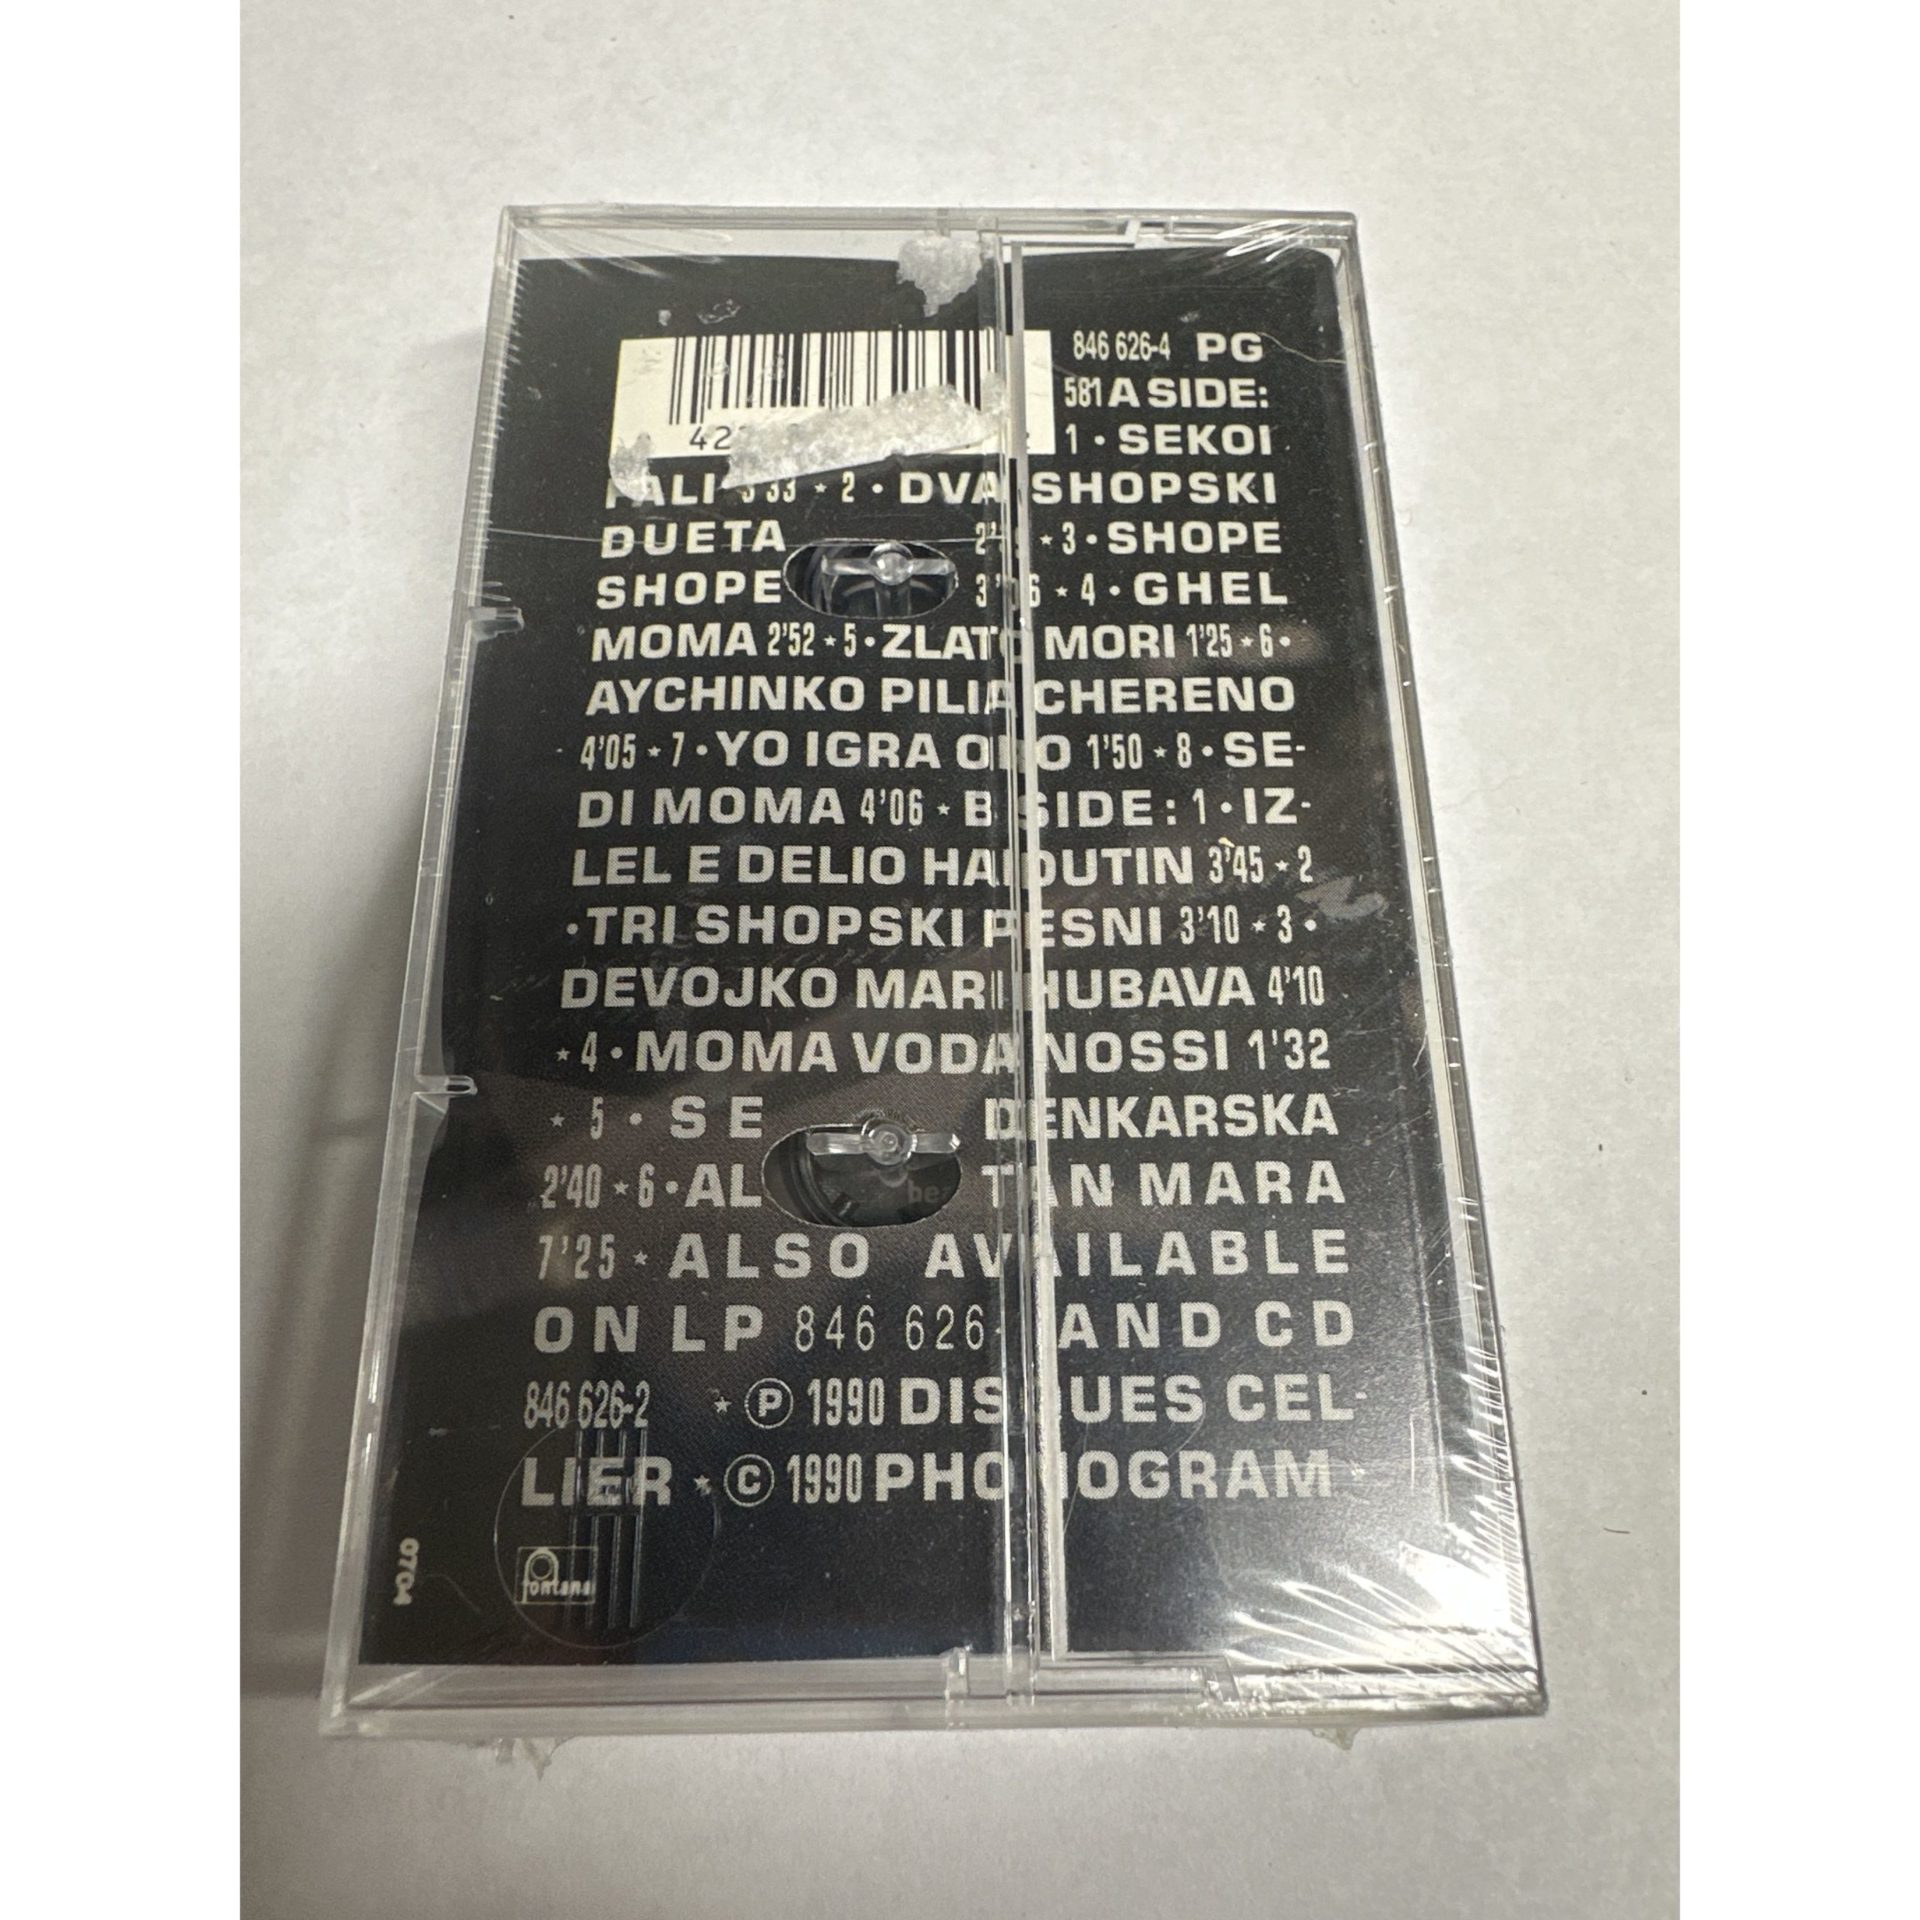 846 626-4 PG
581 A SIDE:
1 · SEKOI
PALI 3'33 ★ 2 · DVA SHOPSKI
DUETA ★ 3 · SHOPE
SHOPE ★ 4 · GHEL
MOMA 2'52 ★ 5 · ZLATO MORI 1'25 ★ 6 ·
AYCHINKO PILIA CHERENO
4'05 ★ 7 · YO IGRA ORO 1'50 ★ 8 · SE-
DI MOMA 4'06 ★ B SIDE: 1 · IZ-
LEL E DELIO HAIDUTIN 3'45 ★ 2
· TRI SHOPSKI PESNI 3'10 ★ 3 ·
DEVOJKO MARI HUBAVA 4'10
★ 4 · MOMA VODA NOSSI 1'32
★ 5 · SE DENKARSKA
2'40 ★ 6 · AL TAN MARA
7'25 ★ ALSO AVAILABLE
ON LP 846 626- AND CD
846 626-2 ★ Ⓟ 1990 DISQUES CEL-
LIER ★ © 1990 PHONOGRAM
fontana
0704